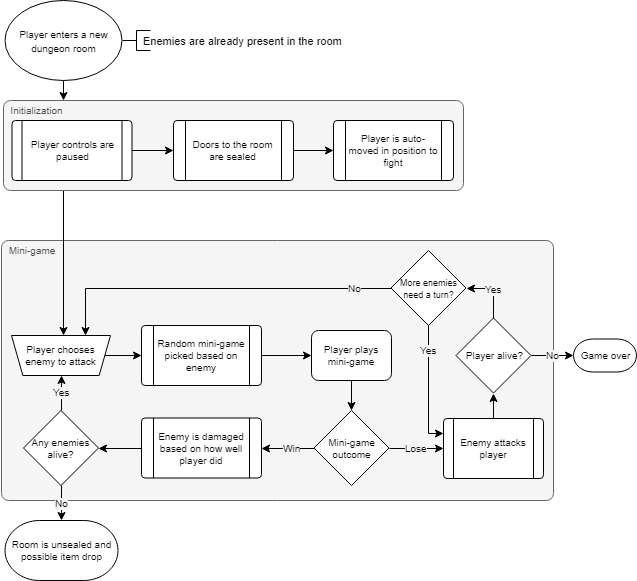 Player enters a new
dungeon room
Enemies are already present in the room
Initialization
Player controls are
paused
Doors to the room
are sealed
Player is auto-
moved in position to
fight
Mini-game
More enemies
need a turn?
No
Yes
Yes
Player chooses
enemy to attack
Random mini-game
picked based on
enemy
Player plays
mini-game
Player alive?
No
Game over
Yes
Any enemies
alive?
Enemy is damaged
based on how well
player did
Win
Mini-game
outcome
Lose
Enemy attacks
player
No
Room is unsealed and
possible item drop